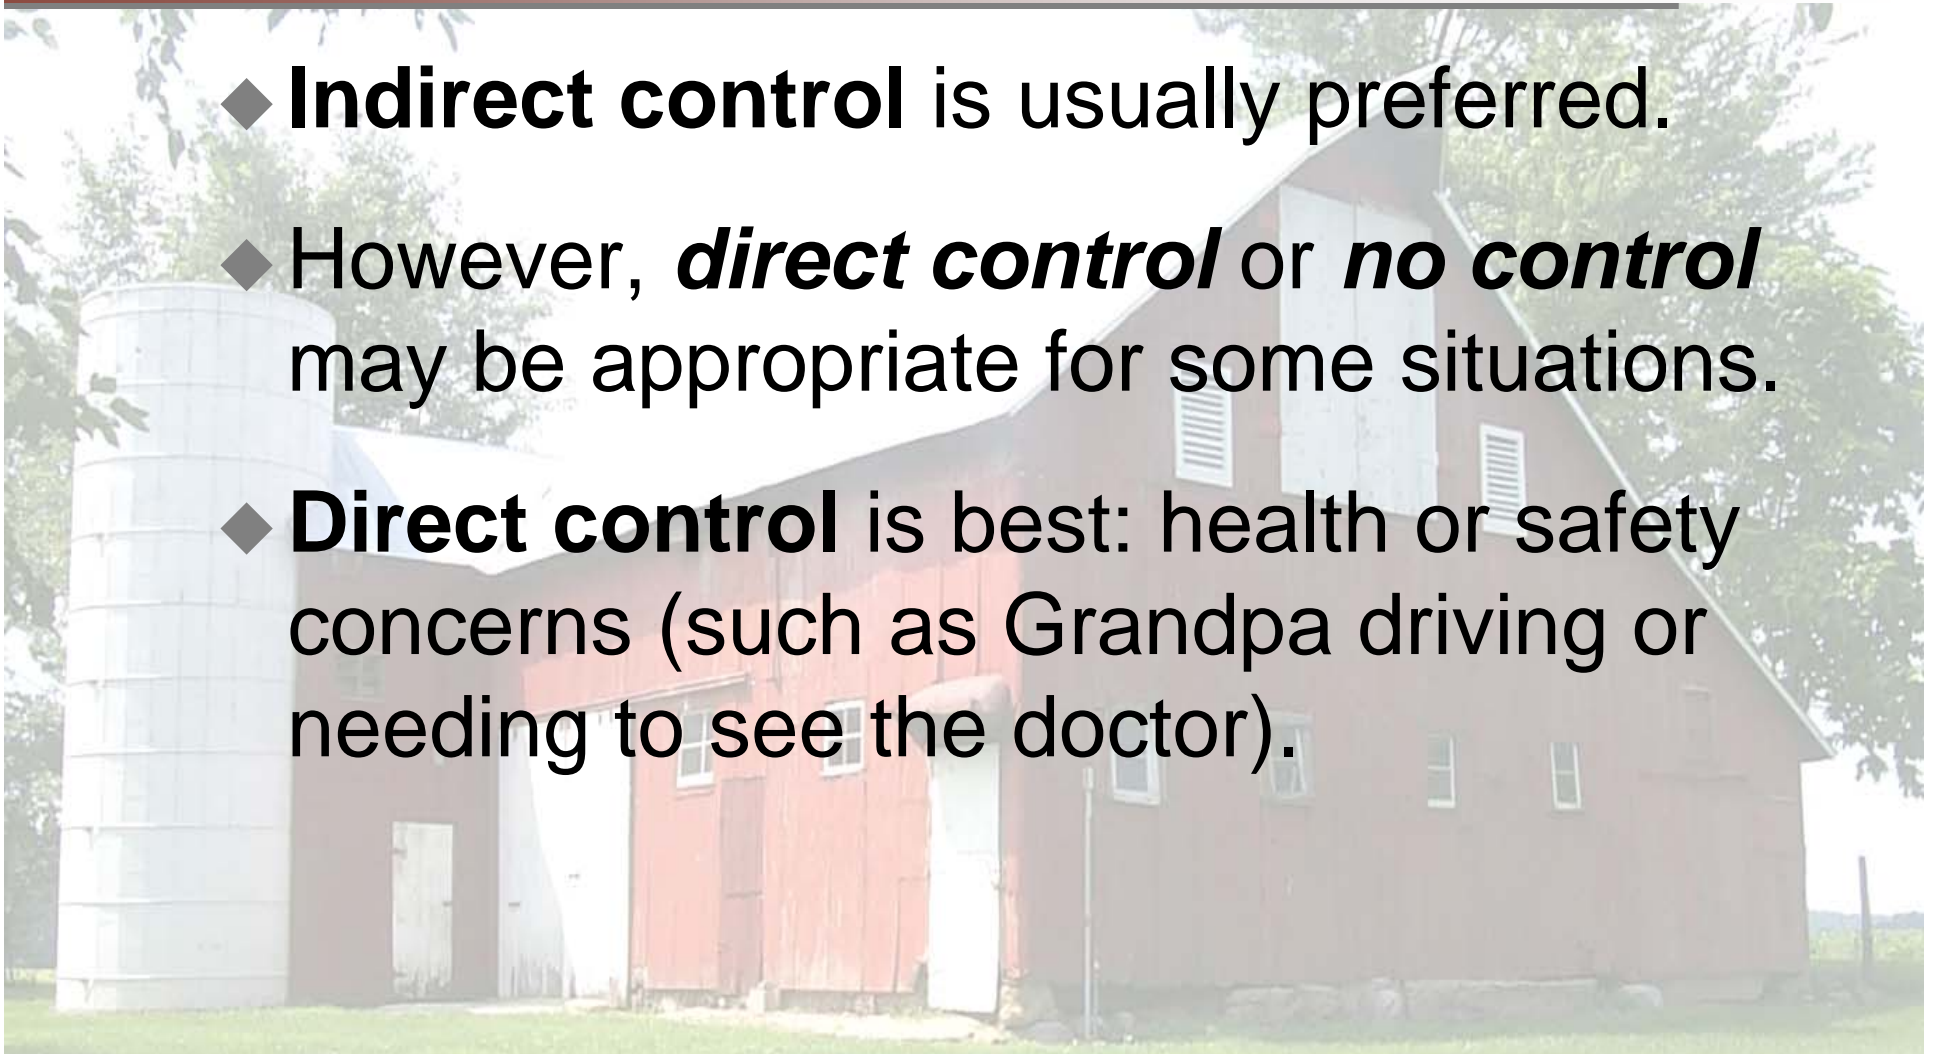 Indirect control is usually preferred.
However, direct control or no control
may be appropriate for some situations.
Direct control is best: health or safety
concerns (such as Grandpa driving or
needing to see the doctor).